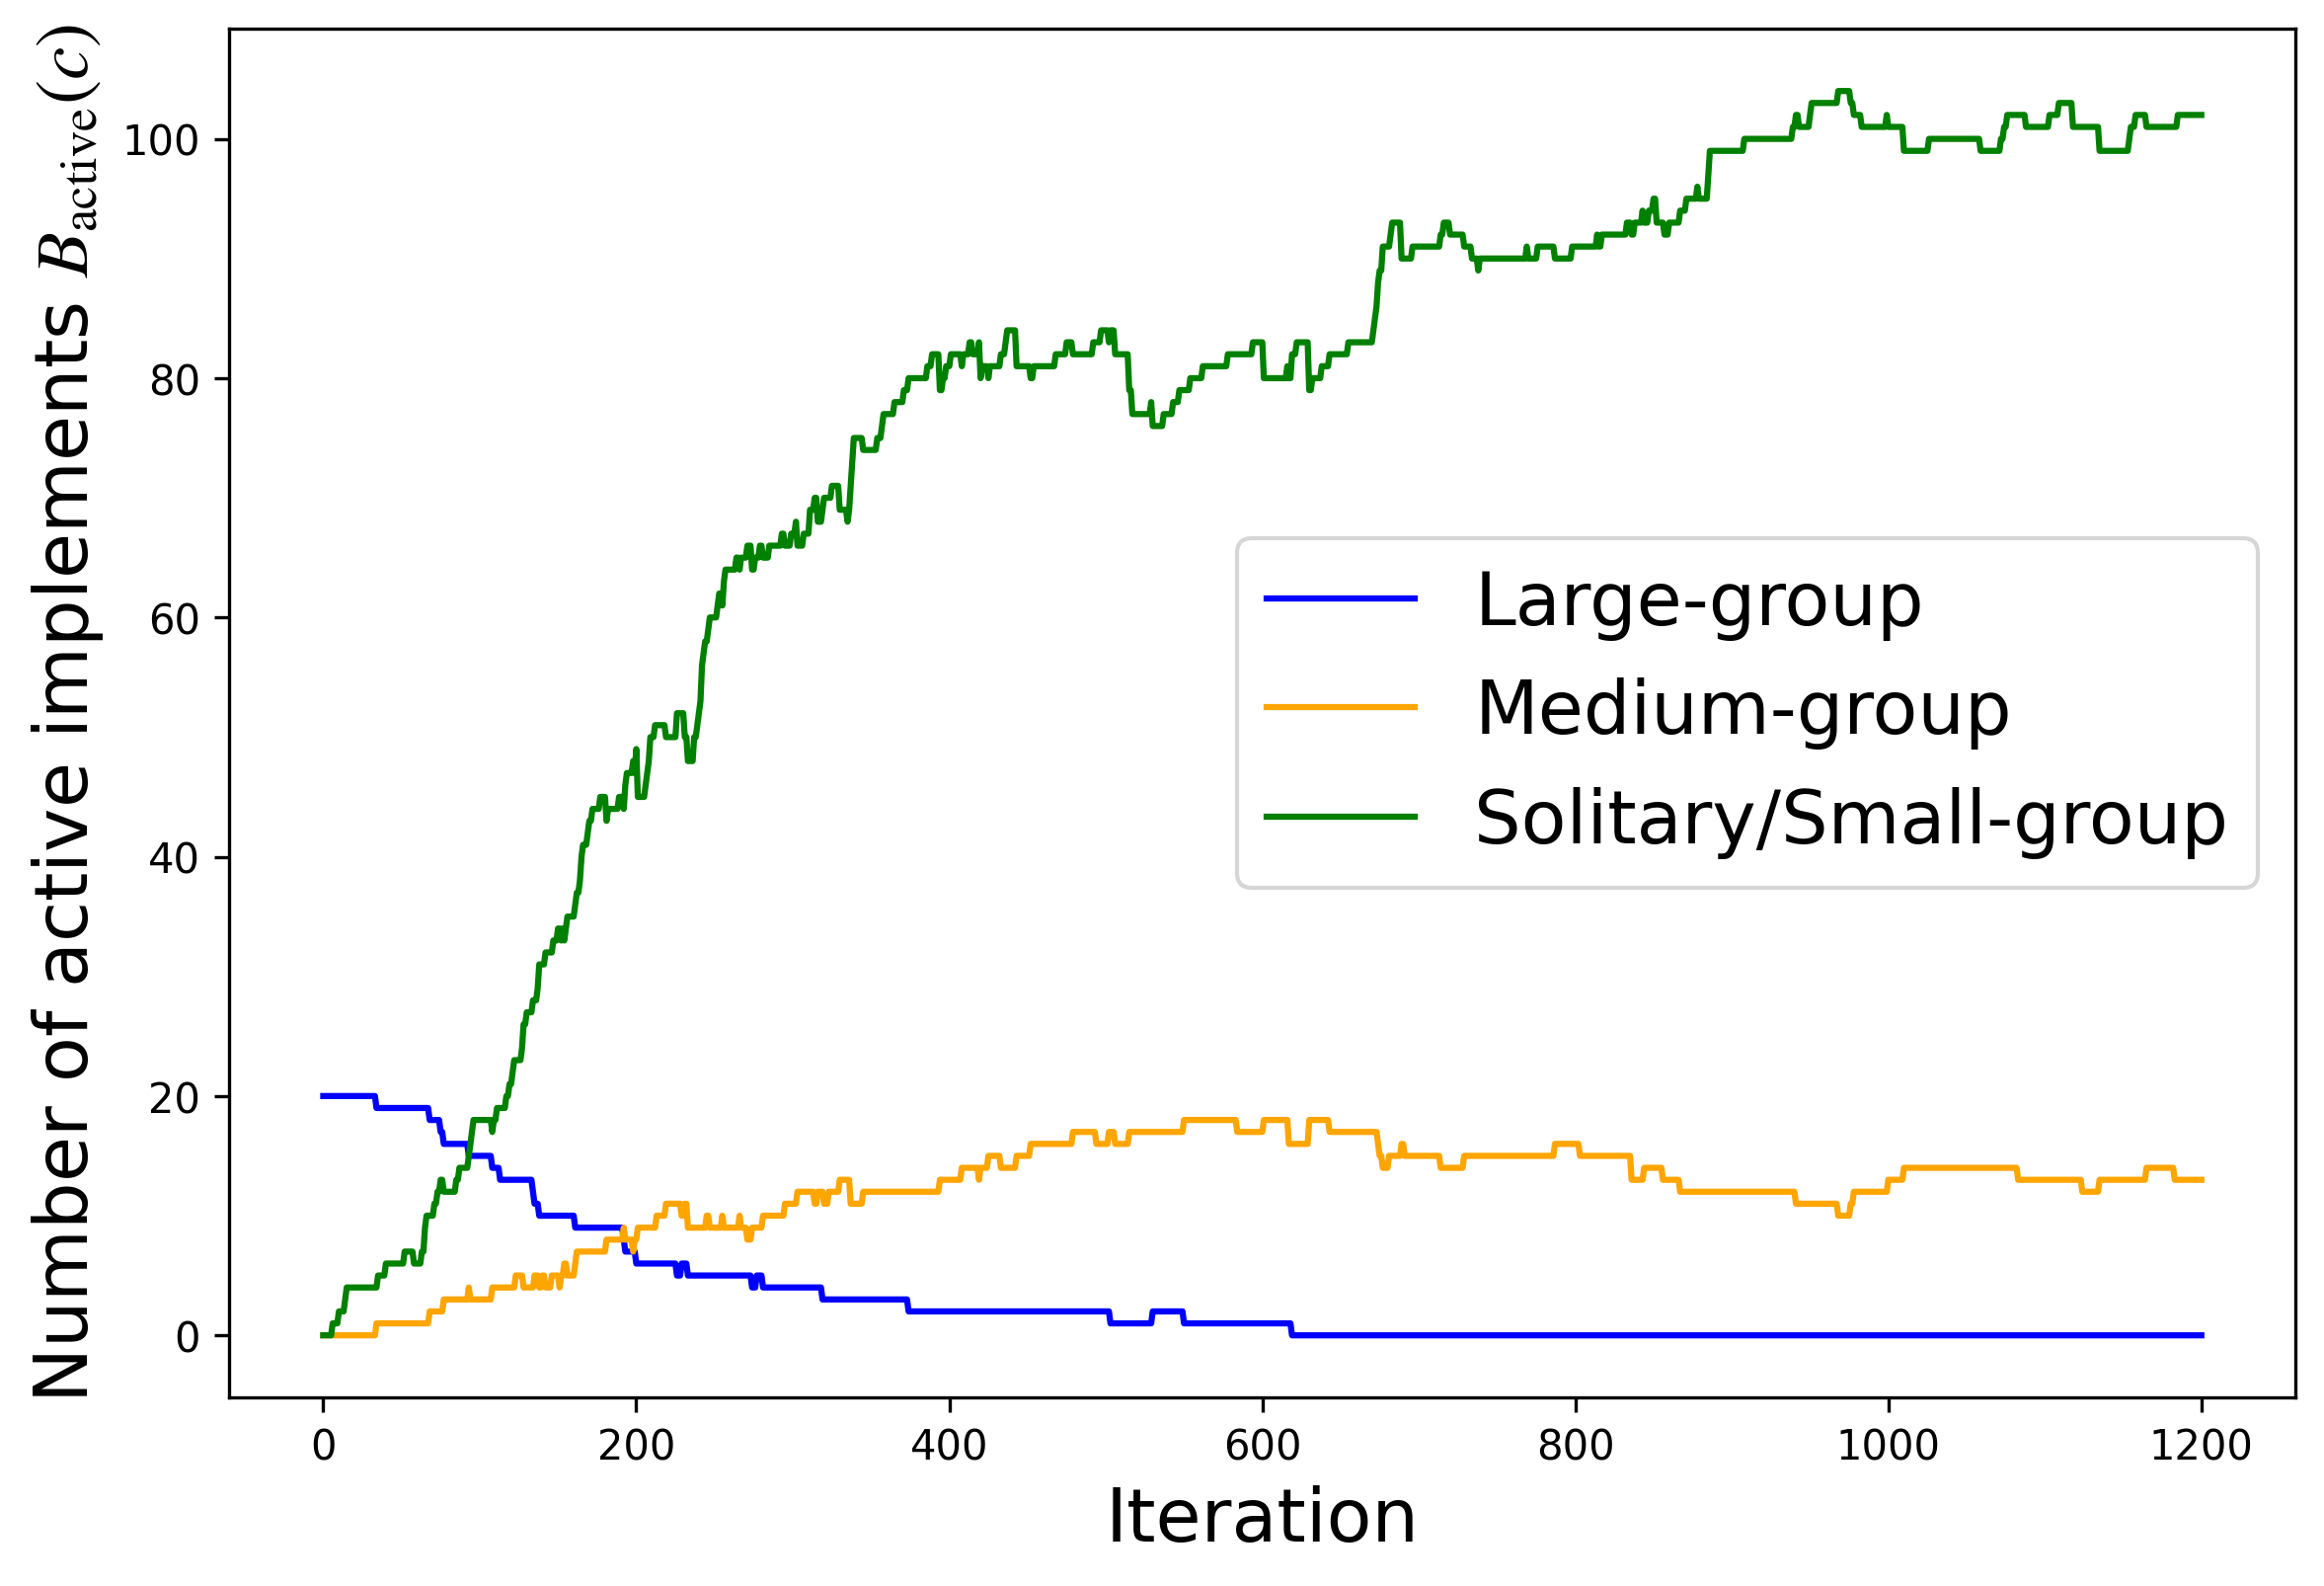 Number of active implements B_active(c)
100
80
60
40
20
0
Large-group
Medium-group
Solitary/Small-group
0 200 400 600 800 1000 1200
Iteration